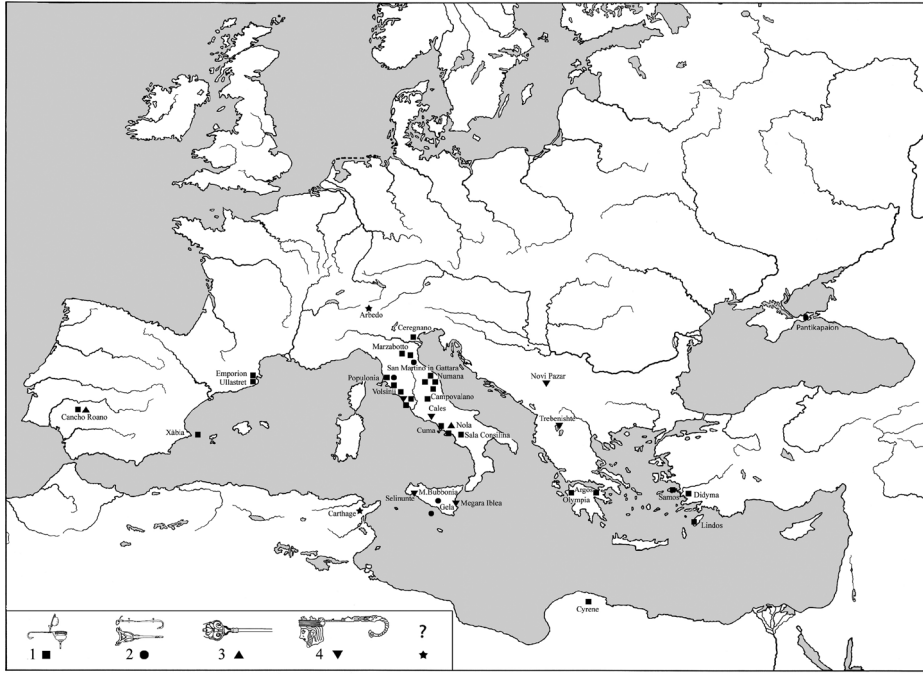 Arbedo
Ceregnano
Pantikapaion
Marzabotto
San Martino in Gattara
Emporion
Ullastret
Populonia
Numana
Novi Pazar
Volsinii
Campovalano
Cancho Roano
Cales
Trebenishte
Xàbia
Cuma
Nola
Sala Consilina
M.Bubbonia
Selinunte
Gela
Megara Iblea
Argos
Olympia
Samos
Didyma
Carthage
Lindos
Cyrene
?
1 2 3 4